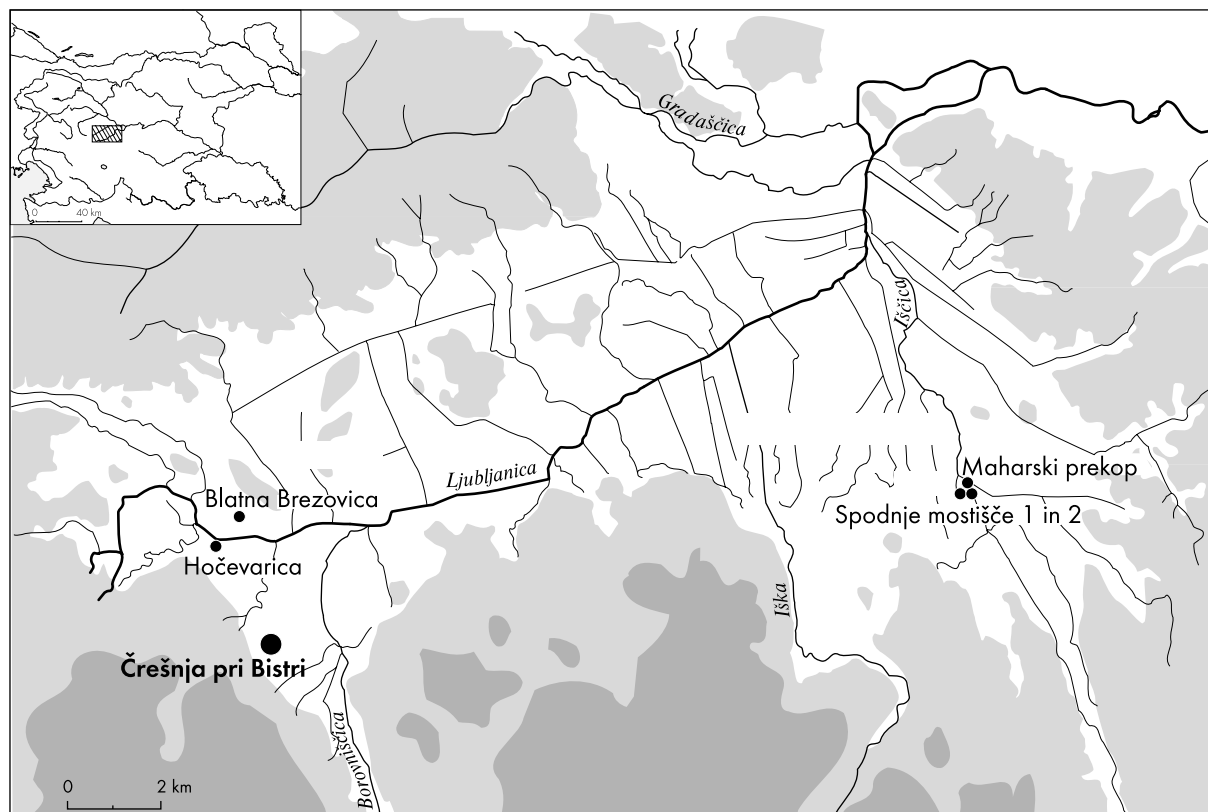 0 40 km
Gradaščica
Iščica
Ljubljanica
Maharski prekop
Blatna Brezovica
Spodnje mostišče 1 in 2
Hočevarica
Iška
Črešnja pri Bistri
Borovniščica
0 2 km